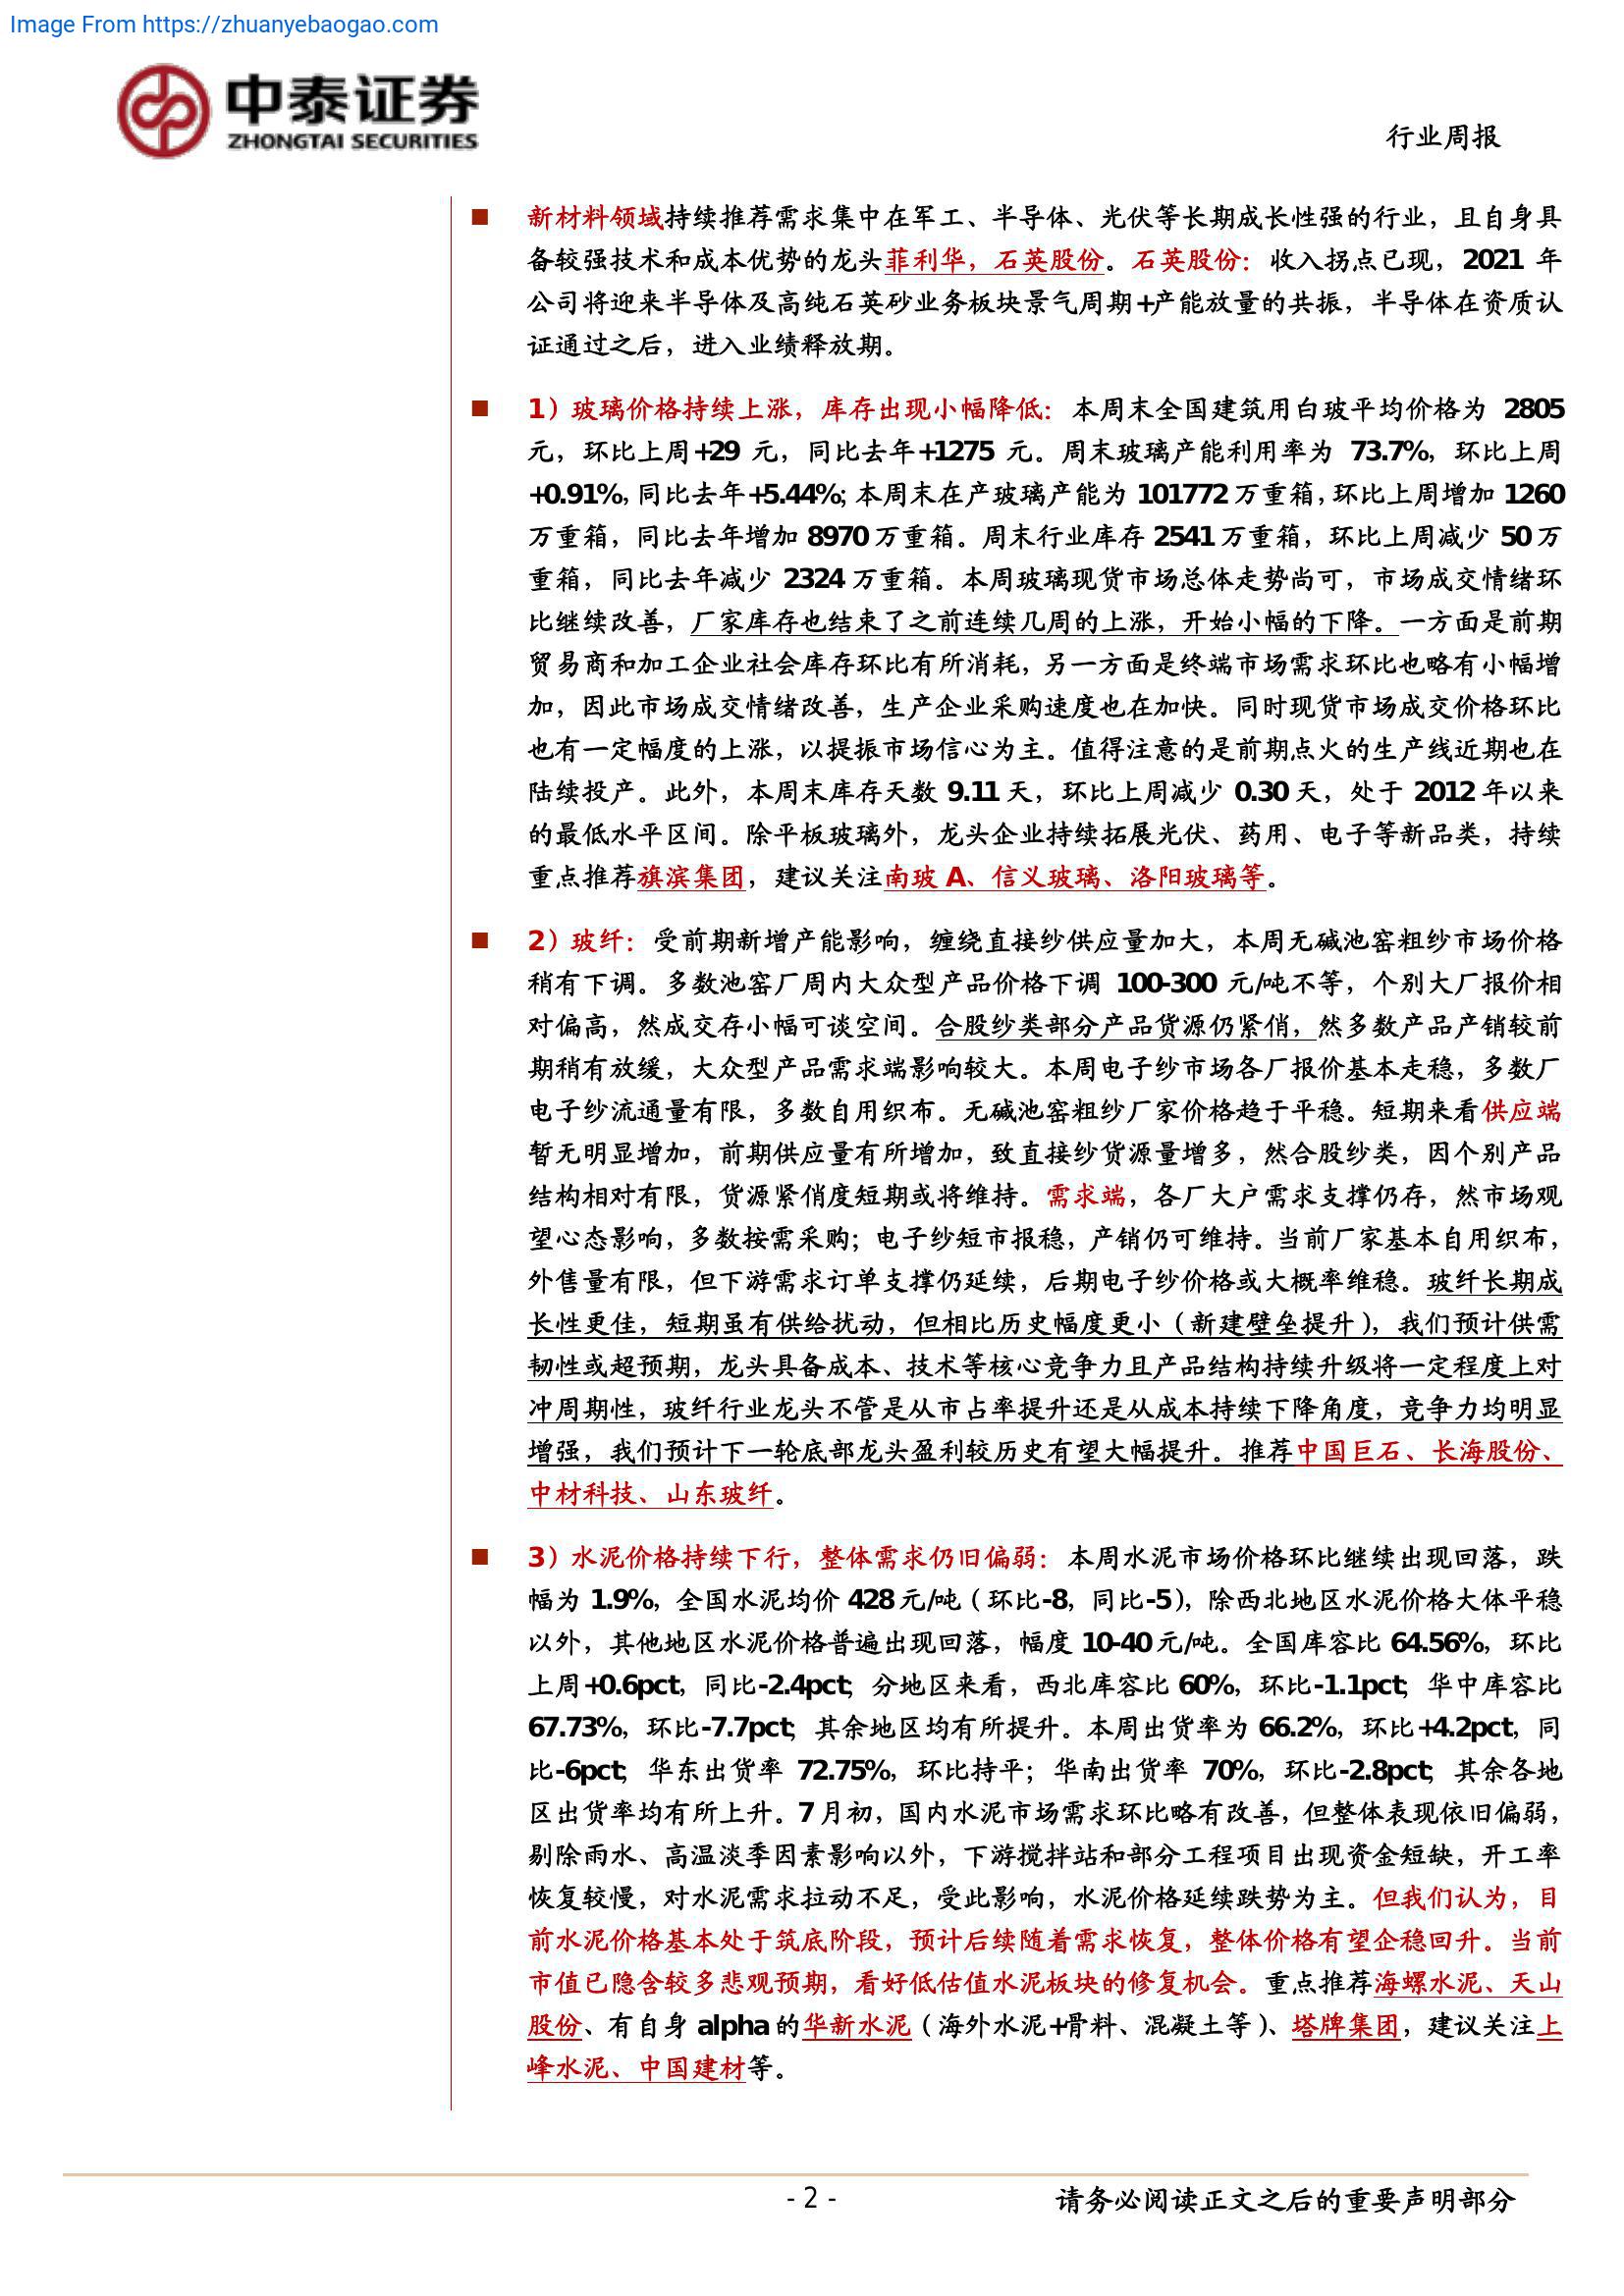 Image From https://zhuanyebaogao.com
中泰证券
ZHONGTAI SECURITIES
行业周报
■ 新材料领域持续推荐需求集中在军工、半导体、光伏等长期成长性强的行业，且自身具
备较强技术和成本优势的龙头菲利华，石英股份。石英股份：收入拐点已现，2021 年
公司将迎来半导体及高纯石英砂业务板块景气周期+产能放量的共振，半导体在资质认
证通过之后，进入业绩释放期。
■ 1）玻璃价格持续上涨，库存出现小幅降低：本周末全国建筑用白玻平均价格为 2805
元，环比上周+29 元，同比去年+1275 元。周末玻璃产能利用率为 73.7%，环比上周
+0.91%，同比去年+5.44%；本周末在产玻璃产能为 101772 万重箱，环比上周增加 1260
万重箱，同比去年增加 8970 万重箱。周末行业库存 2541 万重箱，环比上周减少 50 万
重箱，同比去年减少 2324 万重箱。本周玻璃现货市场总体走势尚可，市场成交情绪环
比继续改善，厂家库存也结束了之前连续几周的上涨，开始小幅的下降。一方面是前期
贸易商和加工企业社会库存环比有所消耗，另一方面是终端市场需求环比也略有小幅增
加，因此市场成交情绪改善，生产企业采购速度也在加快。同时现货市场成交价格环比
也有一定幅度的上涨，以提振市场信心为主。值得注意的是前期点火的生产线近期也在
陆续投产。此外，本周末库存天数 9.11 天，环比上周减少 0.30 天，处于 2012 年以来
的最低水平区间。除平板玻璃外，龙头企业持续拓展光伏、药用、电子等新品类，持续
重点推荐旗滨集团，建议关注南玻 A、信义玻璃、洛阳玻璃等。
■ 2）玻纤：受前期新增产能影响，缠绕直接纱供应量加大，本周无碱池窑粗纱市场价格
稍有下调。多数池窑厂周内大众型产品价格下调 100-300 元/吨不等，个别大厂报价相
对偏高，然成交存小幅可谈空间。合股纱类部分产品货源仍紧俏，然多数产品产销较前
期稍有放缓，大众型产品需求端影响较大。本周电子纱市场各厂报价基本走稳，多数厂
电子纱流通量有限，多数自用织布。无碱池窑粗纱厂家价格趋于平稳。短期来看供应端
暂无明显增加，前期供应量有所增加，致直接纱货源量增多，然合股纱类，因个别产品
结构相对有限，货源紧俏度短期或将维持。需求端，各厂大户需求支撑仍存，然市场观
望心态影响，多数按需采购；电子纱短市报稳，产销仍可维持。当前厂家基本自用织布，
外售量有限，但下游需求订单支撑仍延续，后期电子纱价格或大概率维稳。玻纤长期成
长性更佳，短期虽有供给扰动，但相比历史幅度更小（新建壁垒提升），我们预计供需
韧性或超预期，龙头具备成本、技术等核心竞争力且产品结构持续升级将一定程度上对
冲周期性，玻纤行业龙头不管是从市占率提升还是从成本持续下降角度，竞争力均明显
增强，我们预计下一轮底部龙头盈利较历史有望大幅提升。推荐中国巨石、长海股份、
中材科技、山东玻纤。
■ 3）水泥价格持续下行，整体需求仍旧偏弱：本周水泥市场价格环比继续出现回落，跌
幅为 1.9%，全国水泥均价 428 元/吨（环比-8，同比-5），除西北地区水泥价格大体平稳
以外，其他地区水泥价格普遍出现回落，幅度 10-40 元/吨。全国库容比 64.56%，环比
上周+0.6pct，同比-2.4pct；分地区来看，西北库容比 60%，环比-1.1pct；华中库容比
67.73%，环比-7.7pct；其余地区均有所提升。本周出货率为 66.2%，环比+4.2pct，同
比-6pct；华东出货率 72.75%，环比持平；华南出货率 70%，环比-2.8pct；其余各地
区出货率均有所上升。7 月初，国内水泥市场需求环比略有改善，但整体表现依旧偏弱，
剔除雨水、高温淡季因素影响以外，下游搅拌站和部分工程项目出现资金短缺，开工率
恢复较慢，对水泥需求拉动不足，受此影响，水泥价格延续跌势为主。但我们认为，目
前水泥价格基本处于筑底阶段，预计后续随着需求恢复，整体价格有望企稳回升。当前
市值已隐含较多悲观预期，看好低估值水泥板块的修复机会。重点推荐海螺水泥、天山
股份、有自身 alpha 的华新水泥（海外水泥+骨料、混凝土等）、塔牌集团，建议关注上
峰水泥、中国建材等。
- 2 -
请务必阅读正文之后的重要声明部分